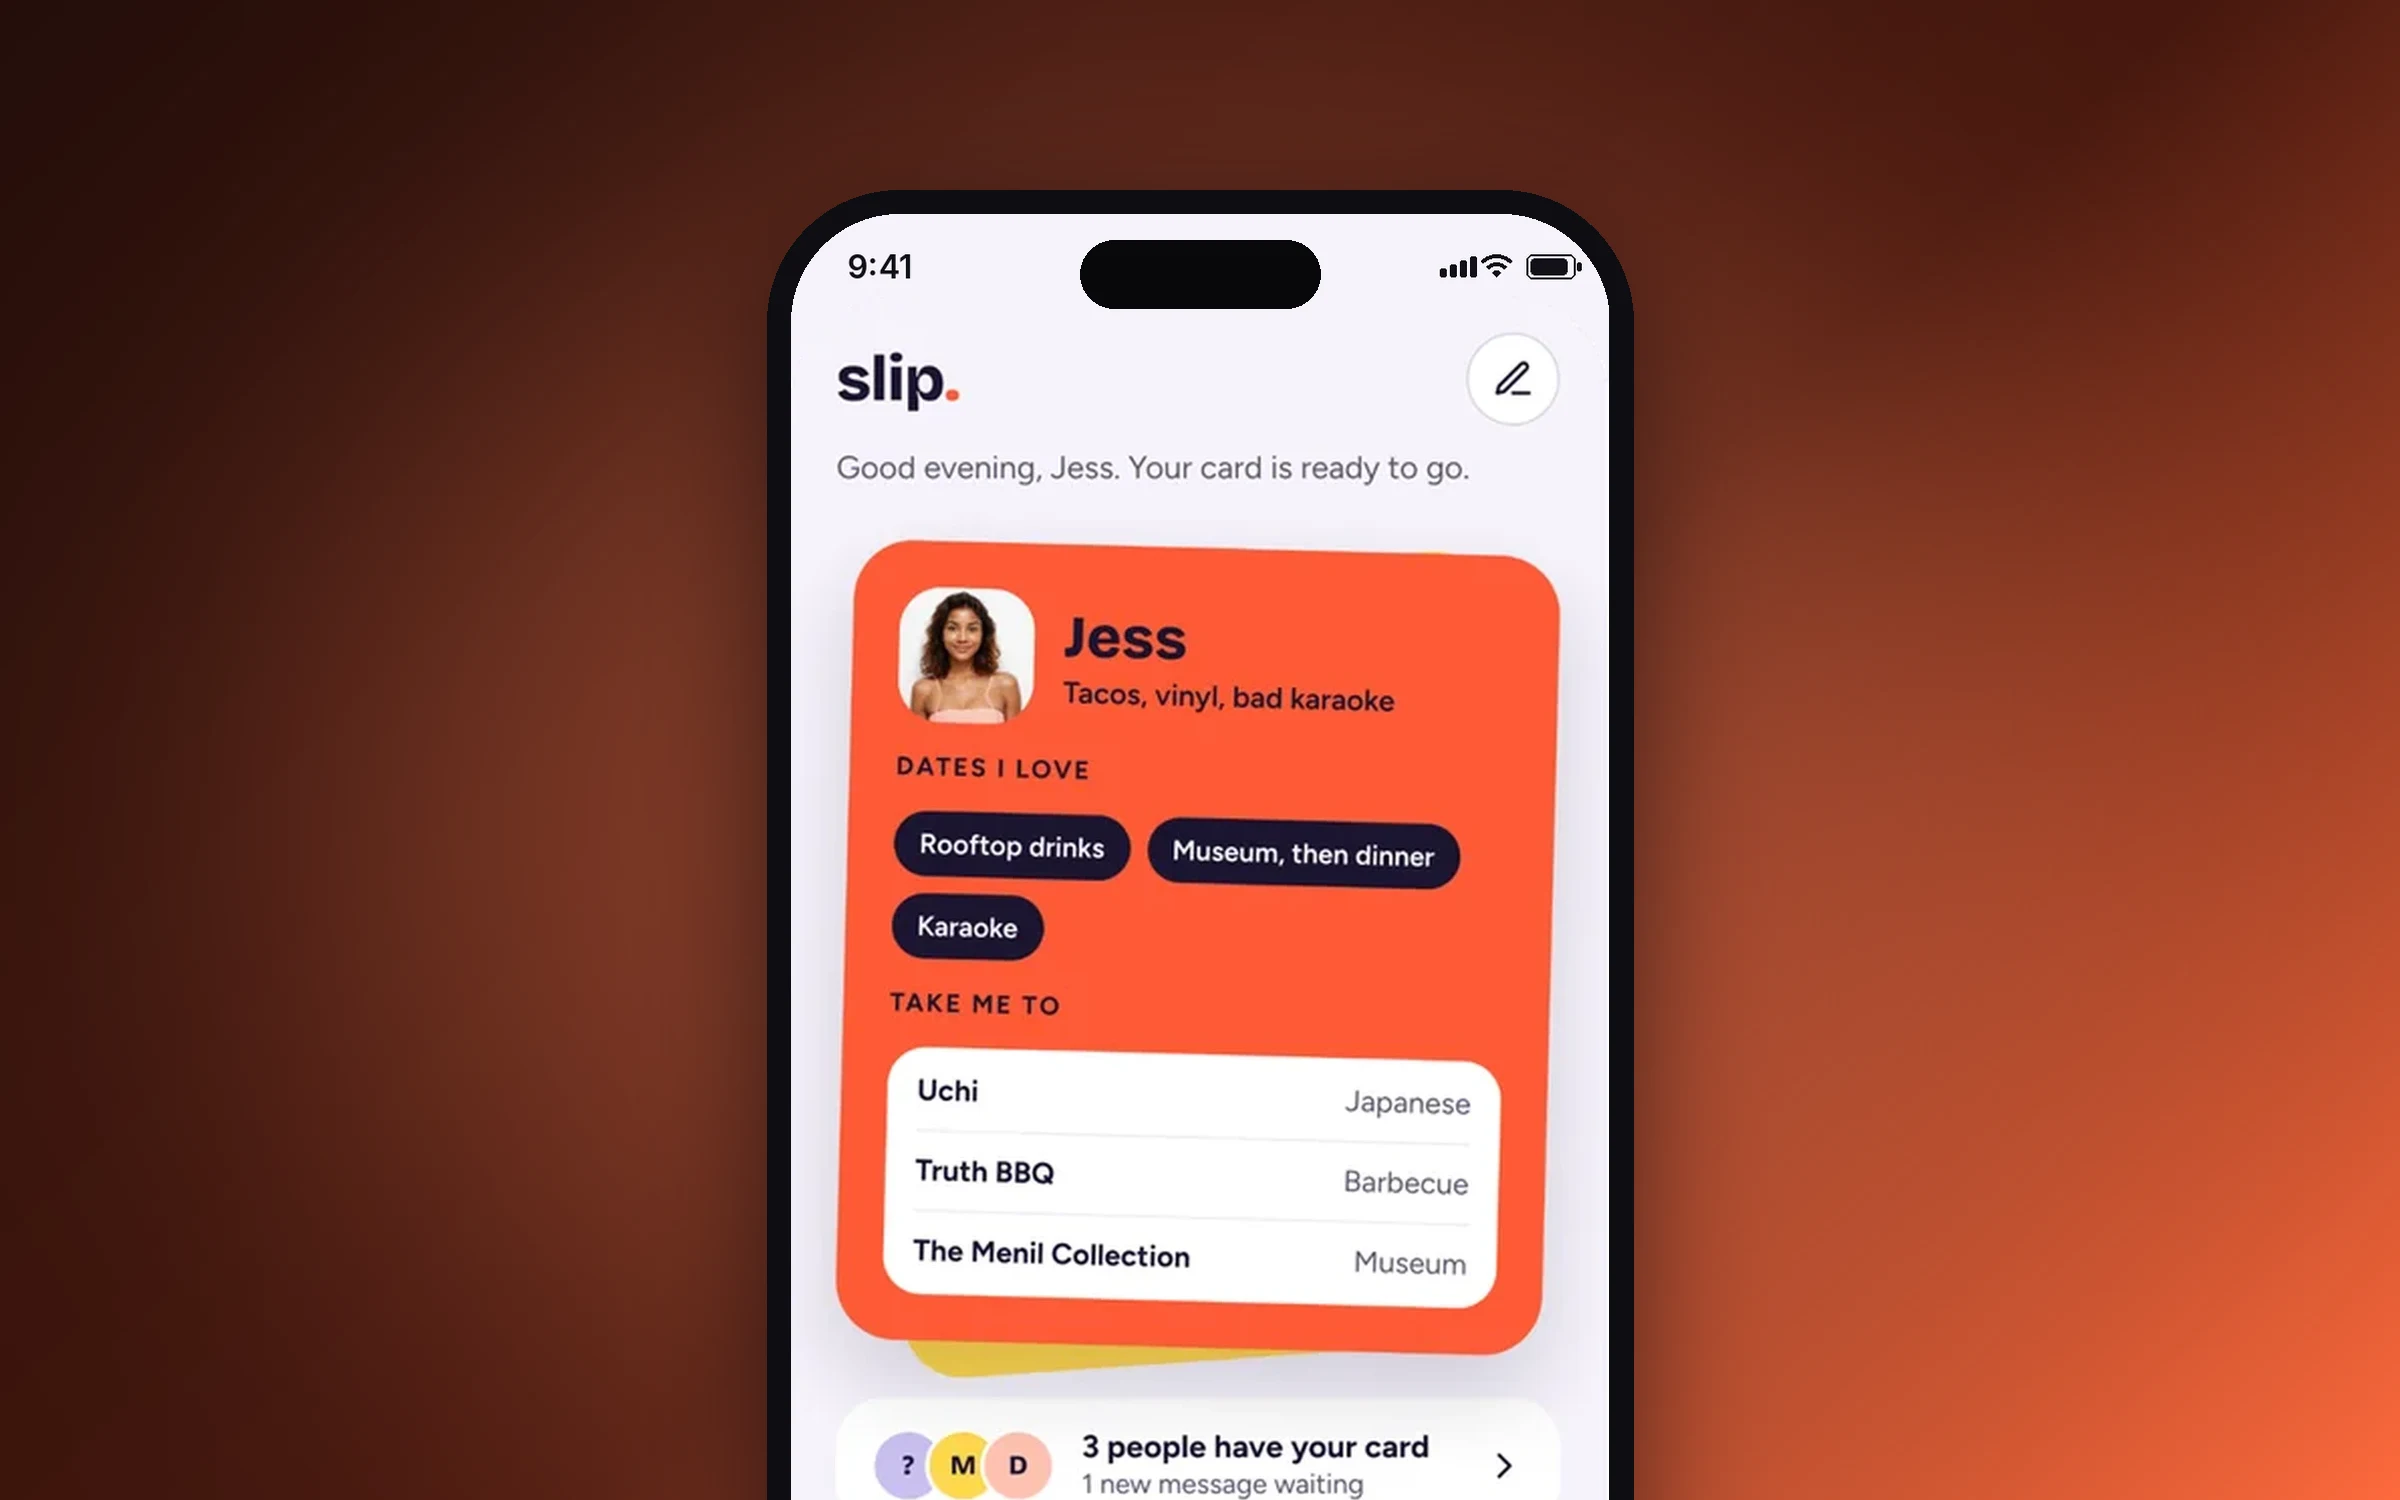 9:41
slip.
Good evening, Jess. Your card is ready to go.
Jess
Tacos, vinyl, bad karaoke
DATES I LOVE
Rooftop drinks
Museum, then dinner
Karaoke
TAKE ME TO
Uchi Japanese
Truth BBQ Barbecue
The Menil Collection Museum
? M D
3 people have your card
1 new message waiting